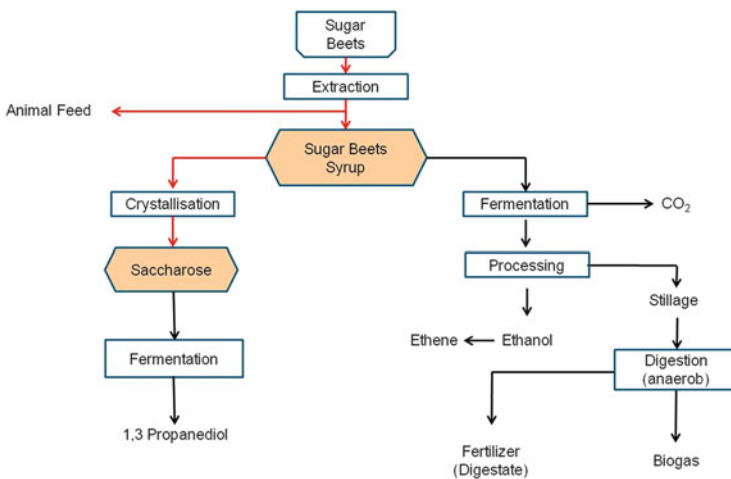 Sugar
Beets
Extraction
Animal Feed
Sugar Beets
Syrup
Crystallisation
Fermentation
CO₂
Saccharose
Processing
Stillage
Fermentation
Ethene
Ethanol
Digestion
(anaerob)
1,3 Propanediol
Fertilizer
(Digestate)
Biogas